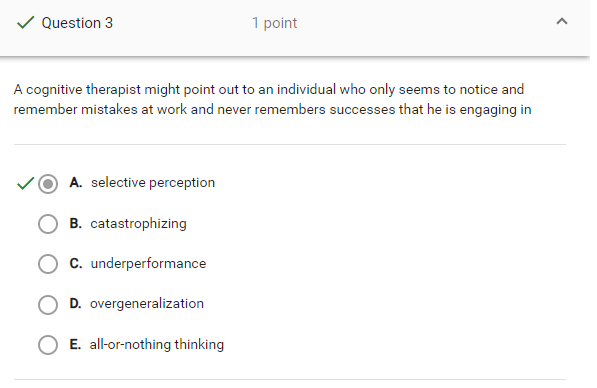 Question 3
1 point
A cognitive therapist might point out to an individual who only seems to notice and
remember mistakes at work and never remembers successes that he is engaging in
A. selective perception
B. catastrophizing
C. underperformance
D. overgeneralization
E. all-or-nothing thinking